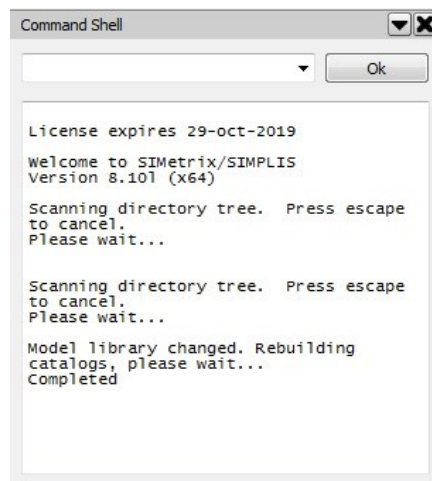 Command Shell
Ok
License expires 29-oct-2019
Welcome to SIMetrix/SIMPLIS
Version 8.10l (x64)
Scanning directory tree.  Press escape
to cancel.
Please wait...
Scanning directory tree.  Press escape
to cancel.
Please wait...
Model library changed. Rebuilding
catalogs, please wait...
Completed